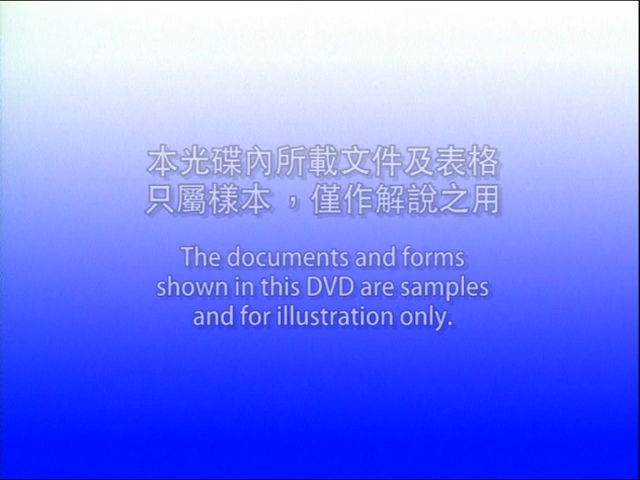 本光碟內所載文件及表格
只屬樣本，僅作解說之用
The documents and forms
shown in this DVD are samples
and for illustration only.